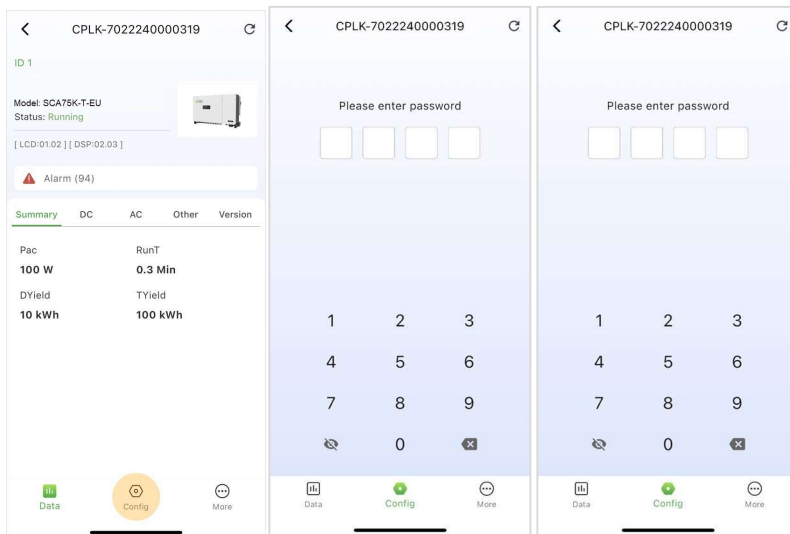 CPLK-7022240000319
ID 1
Model: SCA75K-T-EU
Status: Running
[ LCD:01.02 ] [ DSP:02.03 ]
Alarm (94)
Summary DC AC Other Version
Pac RunT
100 W 0.3 Min
DYield TYield
10 kWh 100 kWh
Data Config More
CPLK-7022240000319
Please enter password
1 2 3
4 5 6
7 8 9
0
Data Config More
CPLK-7022240000319
Please enter password
1 2 3
4 5 6
7 8 9
0
Data Config More